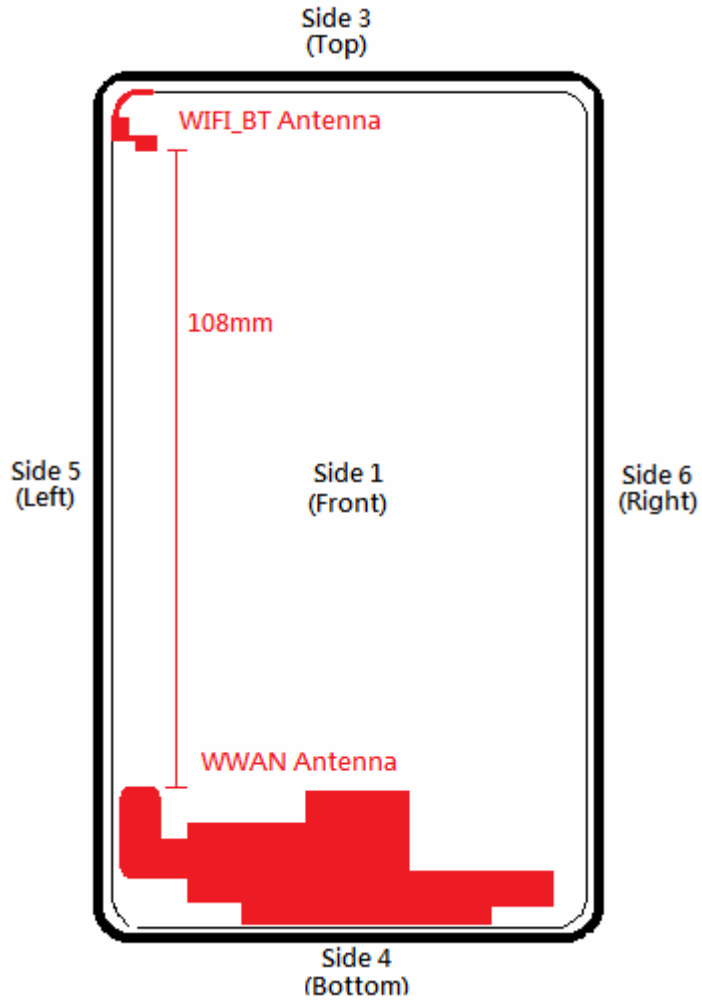 Side 3
(Top)
WIFI_BT Antenna
108mm
Side 5
(Left)
Side 1
(Front)
Side 6
(Right)
WWAN Antenna
Side 4
(Bottom)